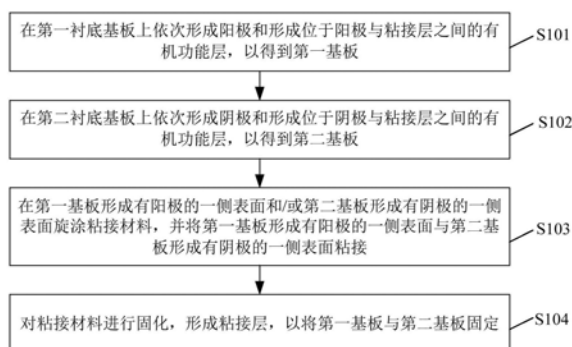 在第一衬底基板上依次形成阳极和形成位于阳极与粘接层之间的有
机功能层，以得到第一基板
S101
在第二衬底基板上依次形成阴极和形成位于阴极与粘接层之间的有
机功能层，以得到第二基板
S102
在第一基板形成有阳极的一侧表面和/或第二基板形成有阴极的一侧
表面旋涂粘接材料，并将第一基板形成有阳极的一侧表面与第二基
板形成有阴极的一侧表面粘接
S103
对粘接材料进行固化，形成粘接层，以将第一基板与第二基板固定
S104